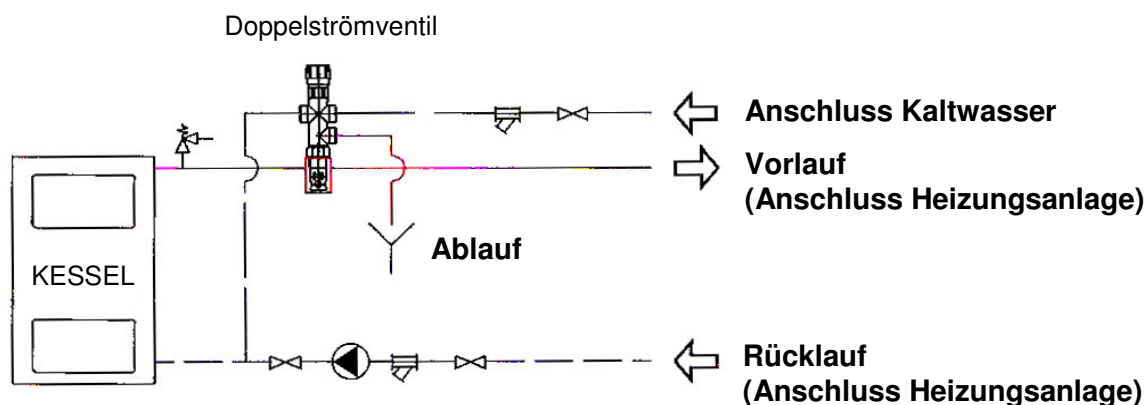 Doppelströmventil
Anschluss Kaltwasser
Vorlauf
(Anschluss Heizungsanlage)
Ablauf
KESSEL
Rücklauf
(Anschluss Heizungsanlage)